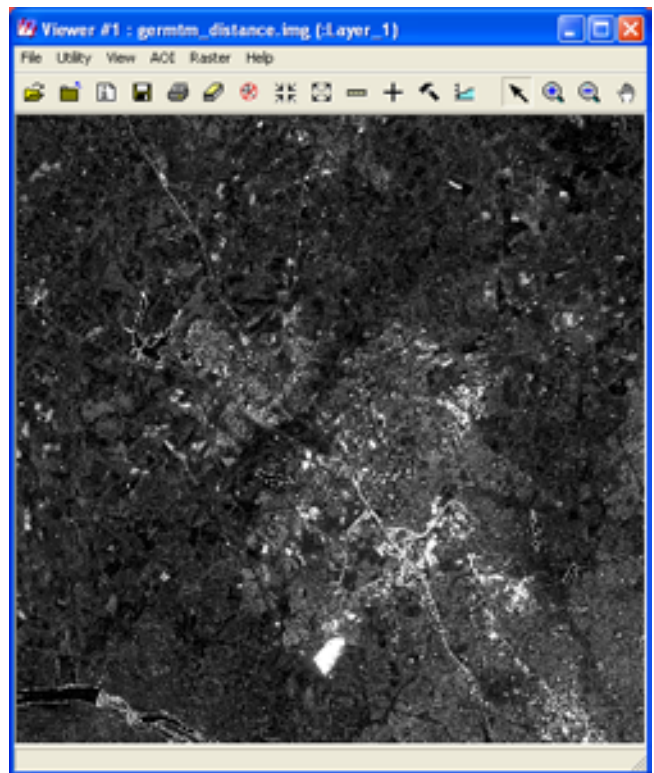 Viewer #1 : germtm_distance.img (:Layer_1)
File Utility View AOI Raster Help